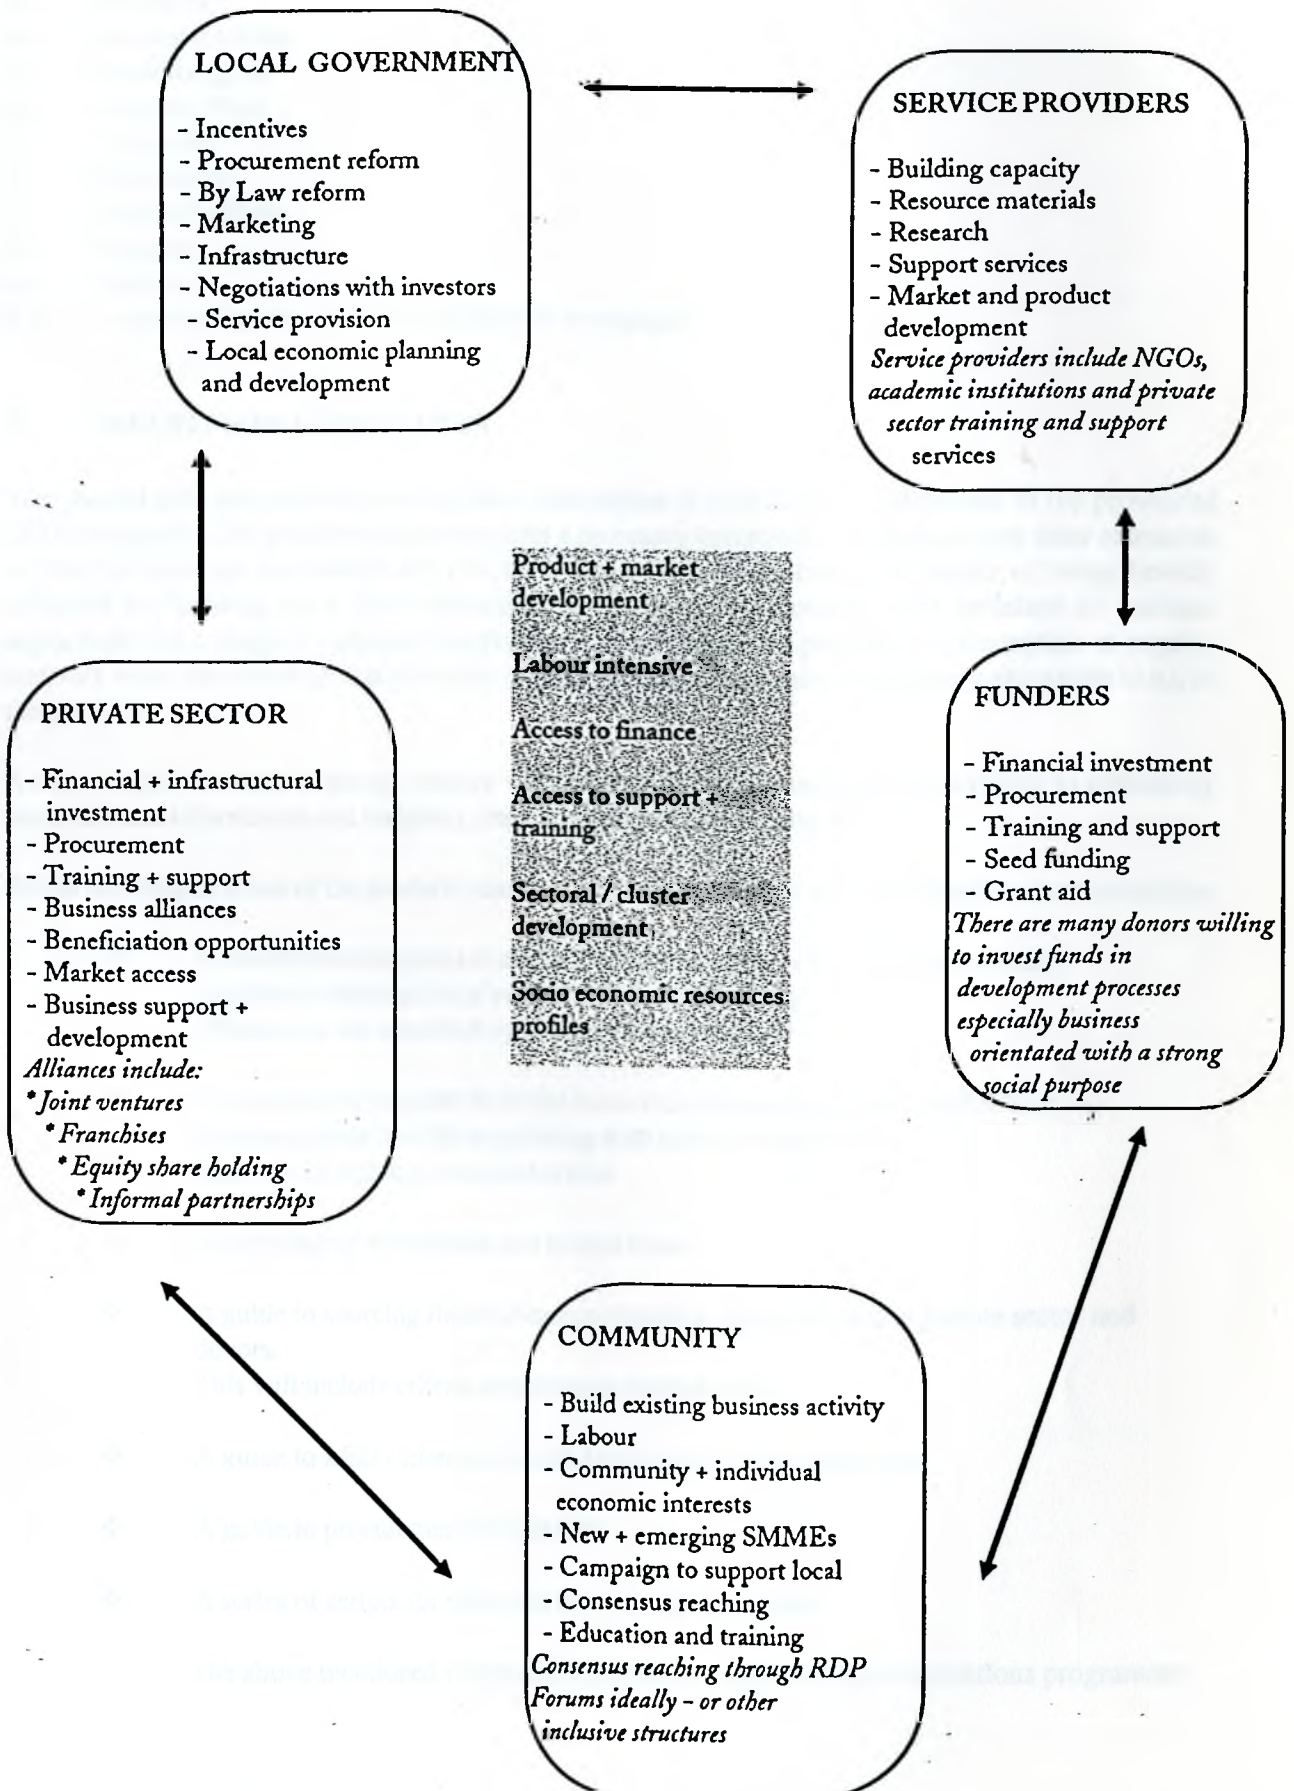 LOCAL GOVERNMENT
- Incentives
- Procurement reform
- By Law reform
- Marketing
- Infrastructure
- Negotiations with investors
- Service provision
- Local economic planning
and development
SERVICE PROVIDERS
- Building capacity
- Resource materials
- Research
- Support services
- Market and product
development
Service providers include NGOs,
academic institutions and private
sector training and support
services
Product + market
development
Labour intensive
Access to finance
Access to support +
training
Sectoral / cluster
development
Socio economic resources
profiles
PRIVATE SECTOR
- Financial + infrastructural
investment
- Procurement
- Training + support
- Business alliances
- Beneficiation opportunities
- Market access
- Business support +
development
Alliances include:
* Joint ventures
* Franchises
* Equity share holding
* Informal partnerships
FUNDERS
- Financial investment
- Procurement
- Training and support
- Seed funding
- Grant aid
There are many donors willing
to invest funds in
development processes
especially business
orientated with a strong
social purpose
COMMUNITY
- Build existing business activity
- Labour
- Community + individual
economic interests
- New + emerging SMMEs
- Campaign to support local
- Consensus reaching
- Education and training
Consensus reaching through RDP
Forums ideally - or other
inclusive structures